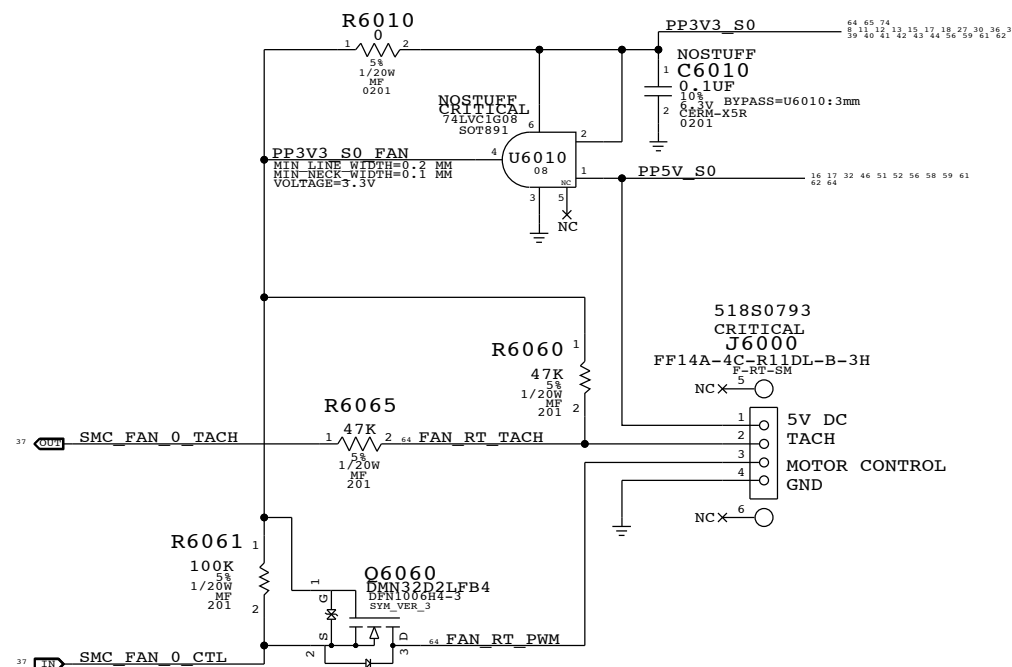 R6010
0
1 2
5%
1/20W
MF
0201
PP3V3_S0
64 65 74
8 11 12 13 15 17 18 27 30 36 3
39 40 41 42 43 44 56 59 61 62
NOSTUFF
1 C6010
0.1UF
10%
6.3V BYPASS=U6010:3mm
2 CERM-X5R
0201
NOSTUFF
CRITICAL
74LVC1G08
SOT891
6
2
4
U6010
08
1
NC
3 5
NC
PP3V3_S0_FAN
MIN_LINE_WIDTH=0.2 MM
MIN_NECK_WIDTH=0.1 MM
VOLTAGE=3.3V
PP5V_S0
16 17 32 46 51 52 56 58 59 61
62 64
518S0793
CRITICAL
J6000
FF14A-4C-R11DL-B-3H
F-RT-SM
NC 5
1 5V DC
2 TACH
3 MOTOR CONTROL
4 GND
NC 6
R6060 1
47K
5%
1/20W
MF
201 2
R6065
47K
37 OUT SMC_FAN_0_TACH 1 2 64 FAN_RT_TACH
5%
1/20W
MF
201
R6061 1
100K
5%
1/20W
MF
201 2
Q6060
DMN32D2LFB4
DFN1006H4-3
SYM_VER_3
1
G
S
D
2
3
64 FAN_RT_PWM
37 IN SMC_FAN_0_CTL